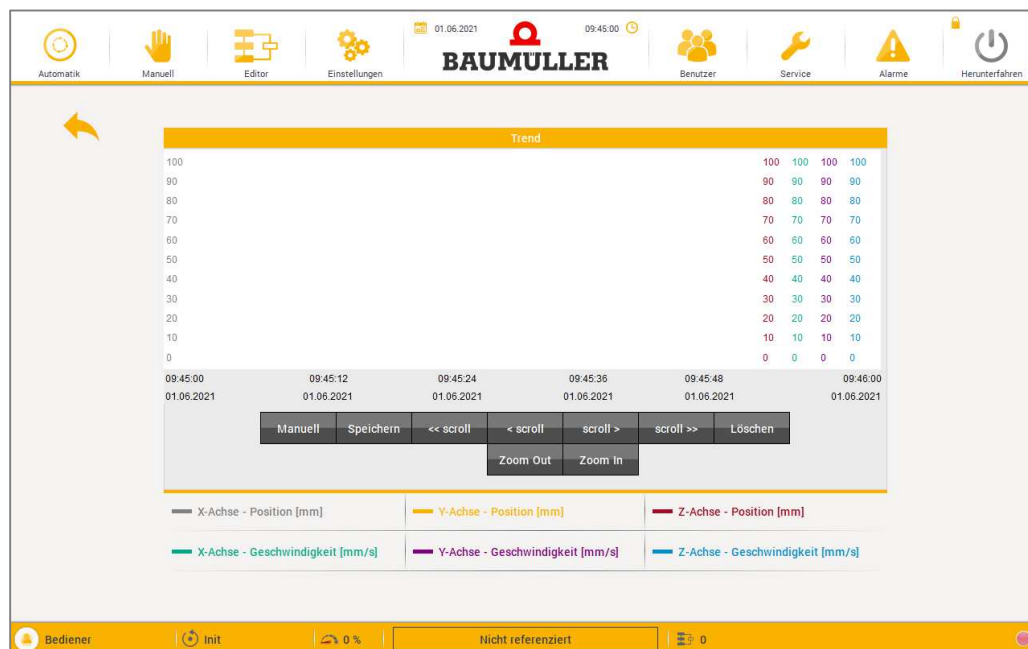 01.06.2021 09:45:00
BAUMÜLLER
Automatik Manuell Editor Einstellungen Benutzer Service Alarme Herunterfahren
Trend
100 100 100 100 100
90 90 90 90 90
80 80 80 80 80
70 70 70 70 70
60 60 60 60 60
50 50 50 50 50
40 40 40 40 40
30 30 30 30 30
20 20 20 20 20
10 10 10 10 10
0 0 0 0 0
09:45:00 09:45:12 09:45:24 09:45:36 09:45:48 09:46:00
01.06.2021 01.06.2021 01.06.2021 01.06.2021 01.06.2021 01.06.2021
Manuell Speichern << scroll < scroll scroll > scroll >> Löschen
Zoom Out Zoom In
X-Achse - Position [mm] Y-Achse - Position [mm] Z-Achse - Position [mm]
X-Achse - Geschwindigkeit [mm/s] Y-Achse - Geschwindigkeit [mm/s] Z-Achse - Geschwindigkeit [mm/s]
Bediener Init 0 % Nicht referenziert 0